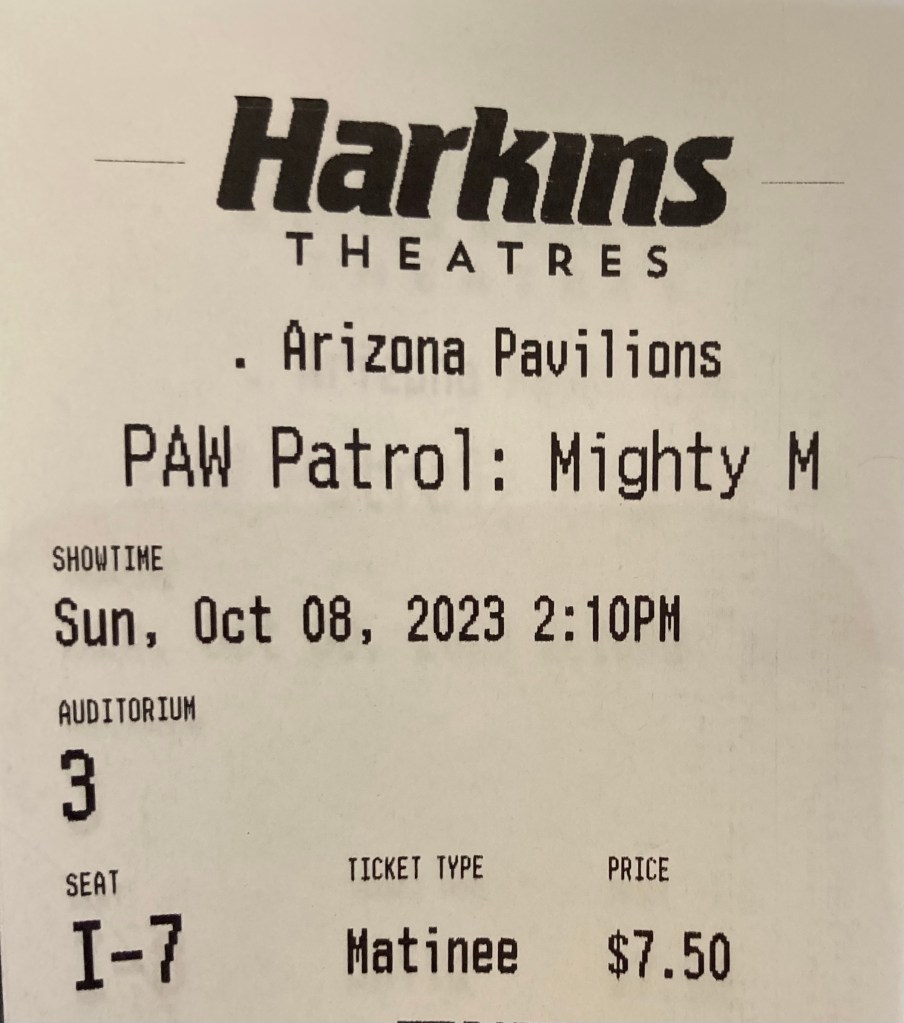 Harkins
THEATRES
. Arizona Pavilions
PAW Patrol: Mighty M
SHOWTIME
Sun, Oct 08, 2023 2:10PM
AUDITORIUM
3
SEAT TICKET TYPE PRICE
I-7 Matinee $7.50